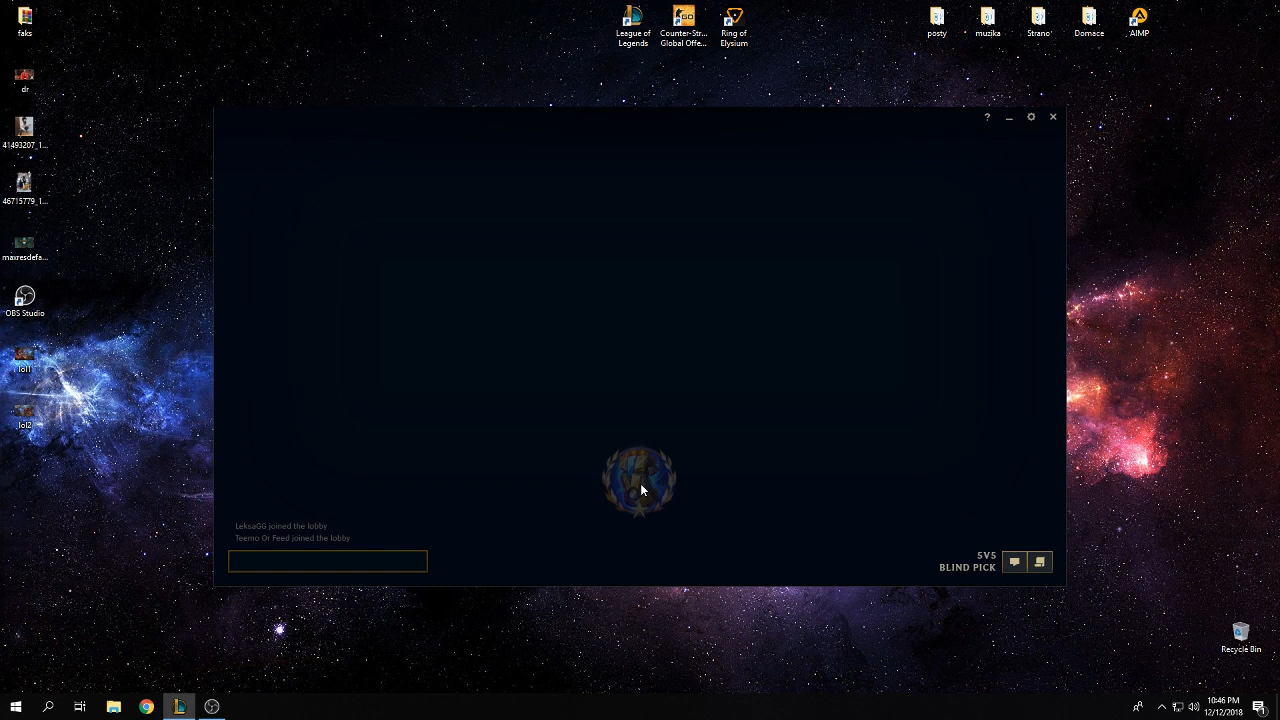 faks
dr
41493207_1...
46715779_1...
maxresdefa...
OBS Studio
lol1
lol2
League of
Legends
Counter-Str...
Global Offe...
Ring of
Elysium
posty
muzika
Strano
Domace
AIMP
?
LeksaGG joined the lobby
Teemo Or Feed joined the lobby
5V5
BLIND PICK
Recycle Bin
10:46 PM
12/12/2018